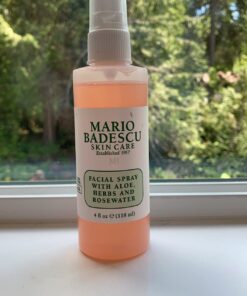 MARIO
BADESCU
SKIN CARE
Established 1967
FACIAL SPRAY
WITH ALOE,
HERBS AND
ROSEWATER
4 fl oz ℮ (118 ml)